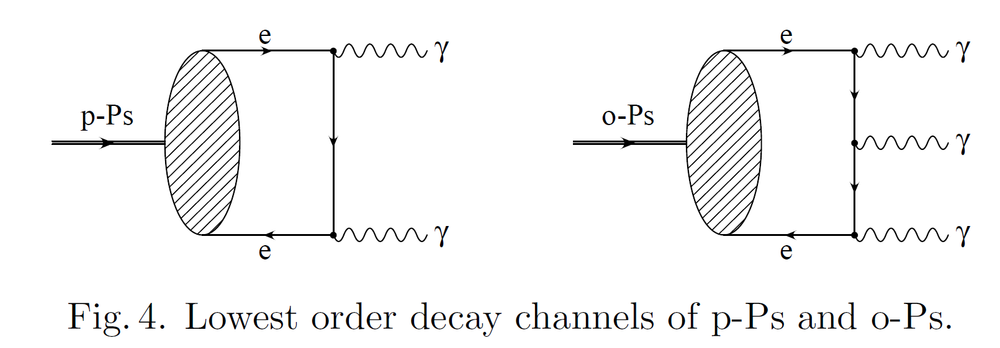 e γ e γ
p-Ps o-Ps γ
e γ e γ
Fig. 4. Lowest order decay channels of p-Ps and o-Ps.